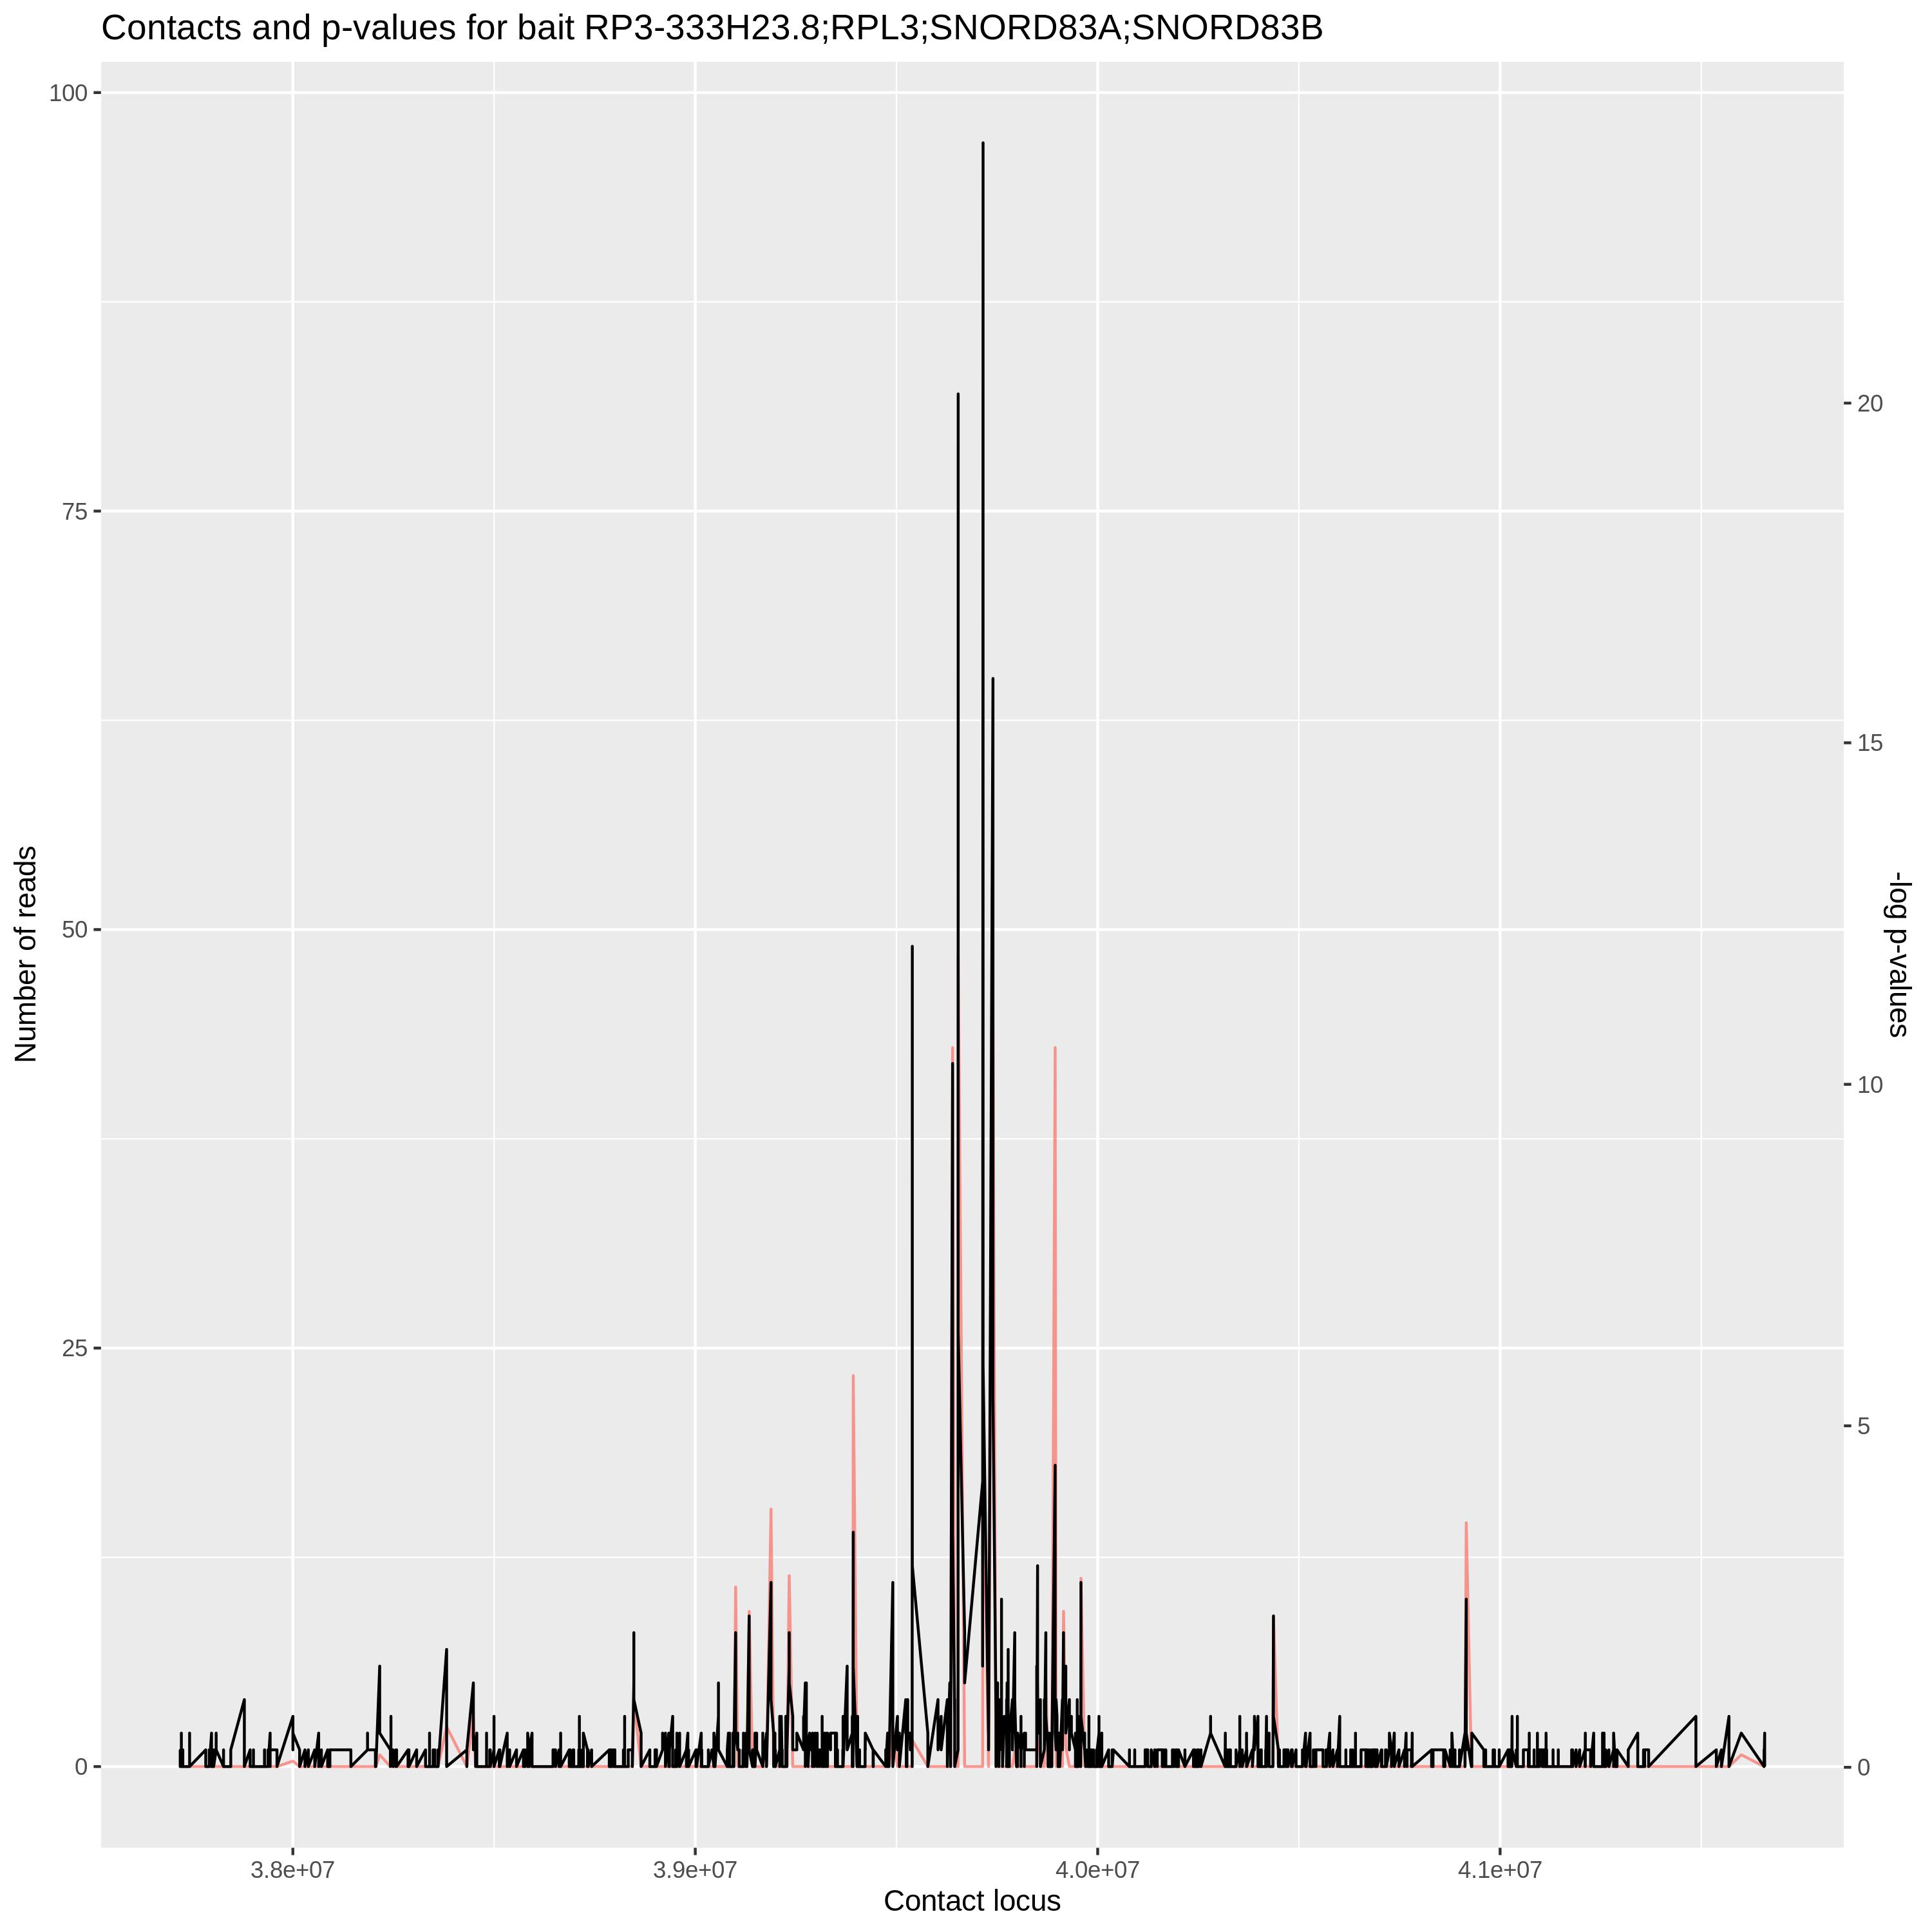 Contacts and p-values for bait RP3-333H23.8;RPL3;SNORD83A;SNORD83B
100
75
50
25
0
Number of reads
20
15
10
5
0
-log p-values
3.8e+07 3.9e+07 4.0e+07 4.1e+07
Contact locus